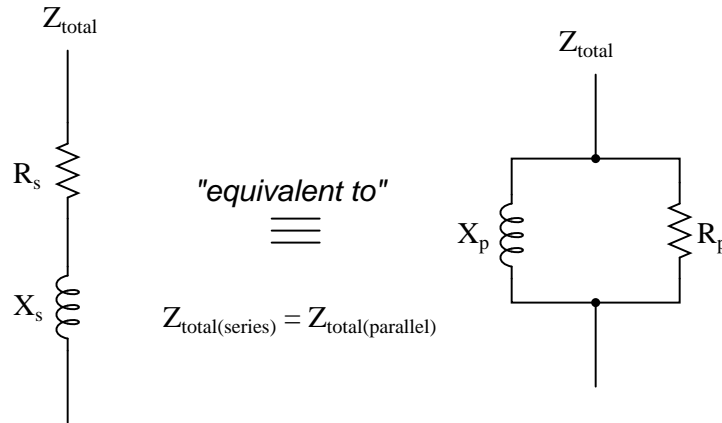 Z_total
R_s
X_s
"equivalent to"
Z_total(series) = Z_total(parallel)
Z_total
X_p
R_p